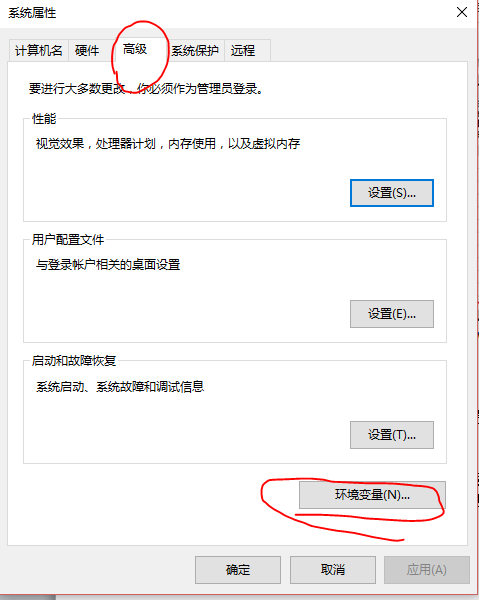 系统属性
计算机名 硬件 高级 系统保护 远程
要进行大多数更改，你必须作为管理员登录。
性能
视觉效果，处理器计划，内存使用，以及虚拟内存
设置(S)...
用户配置文件
与登录帐户相关的桌面设置
设置(E)...
启动和故障恢复
系统启动、系统故障和调试信息
设置(T)...
环境变量(N)...
确定 取消 应用(A)